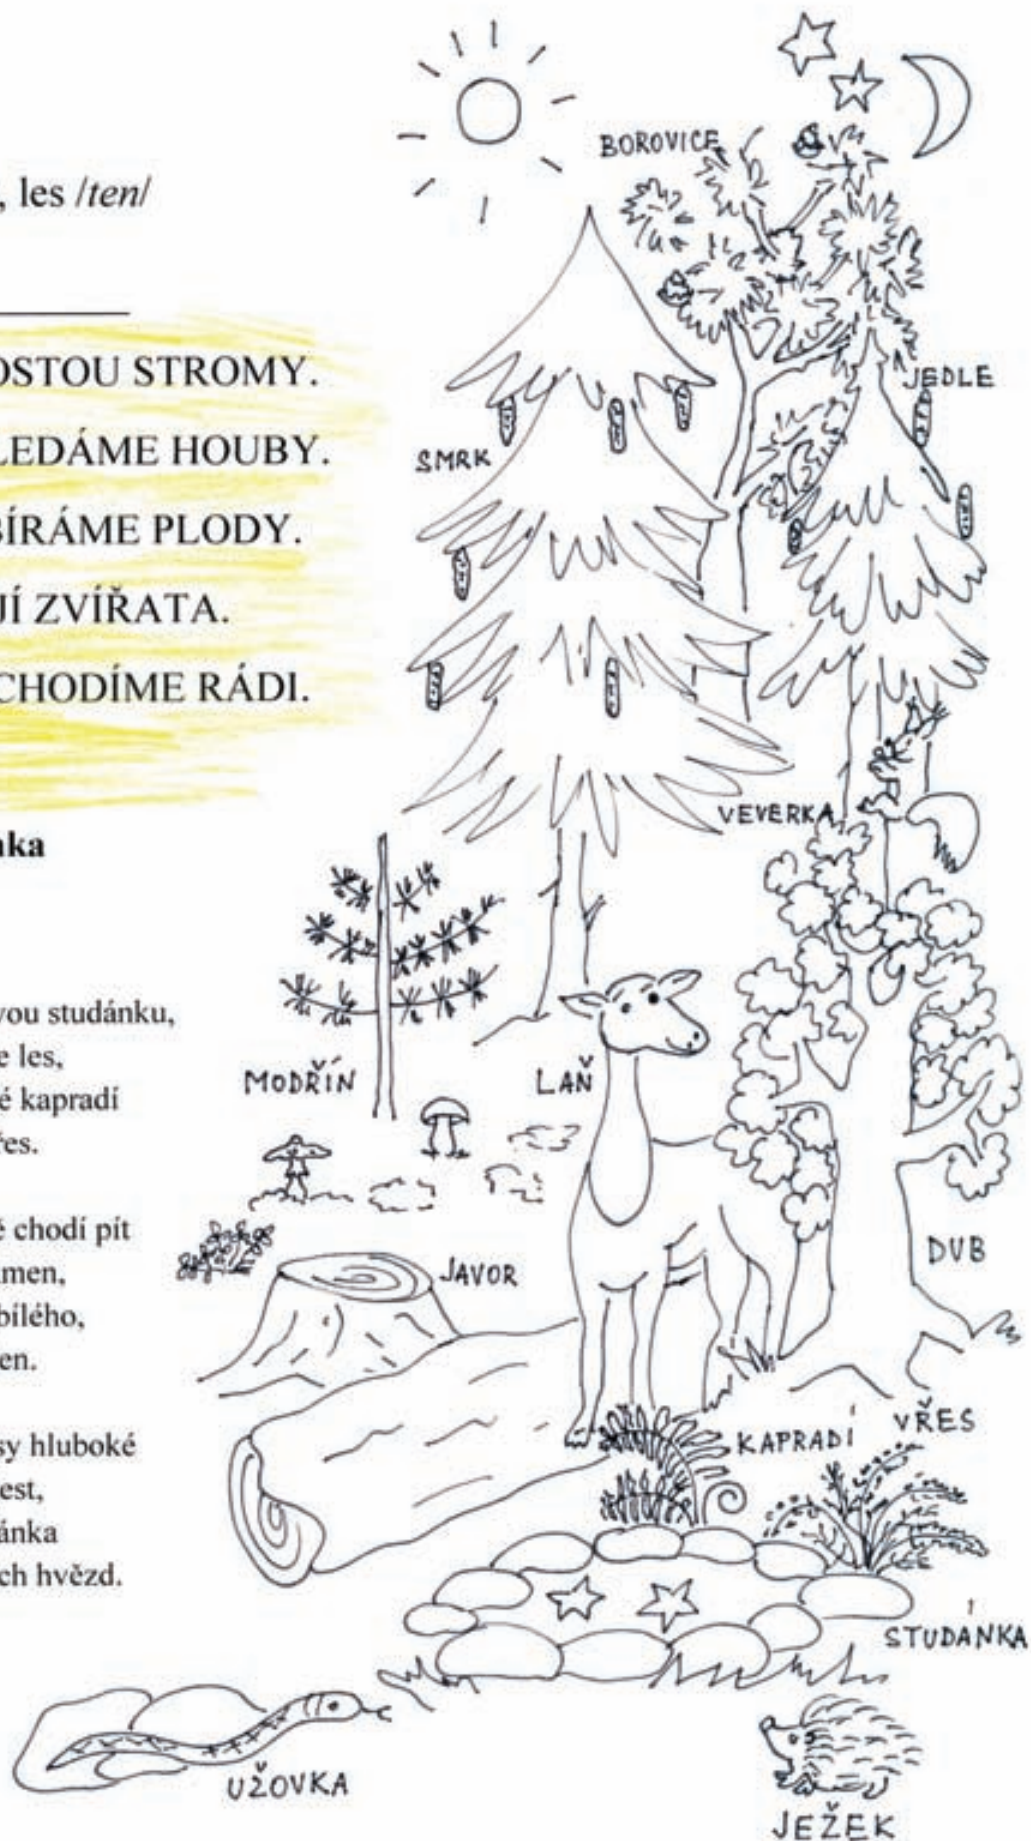 , les /ten/
OSTOU STROMY.
LEDÁME HOUBY.
BÍRÁME PLODY.
JÍ ZVÍŘATA.
CHODÍME RÁDI.
nka
vou studánku,
e les,
é kapradí
řes.
é chodí pít
amen,
bílého,
en.
sy hluboké
est,
ánka
ch hvězd.
BOROVICE
JEDLE
SMRK
VEVERKA
MODŘÍN
LAŇ
JAVOR
DUB
KAPRADÍ
VŘES
STUDÁNKA
UŽOVKA
JEŽEK